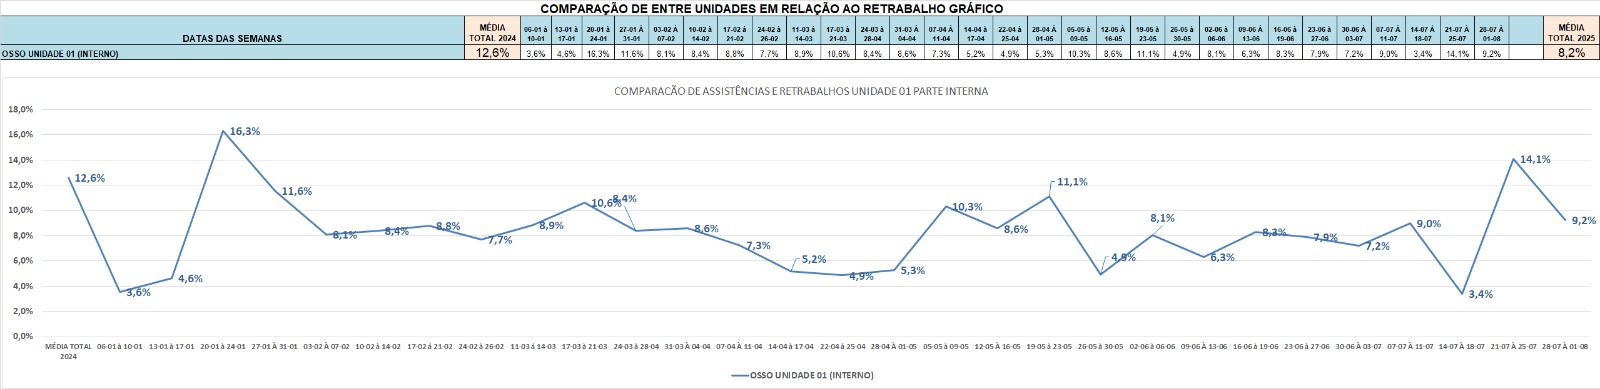 COMPARAÇÃO DE ENTRE UNIDADES EM RELAÇÃO AO RETRABALHO GRÁFICO
DATAS DAS SEMANAS MÉDIA TOTAL 2024 06-01 à 10-01 13-01 à 17-01 20-01 à 24-01 27-01 À 31-01 03-02 À 07-02 10-02 à 14-02 17-02 à 21-02 24-02 à 26-02 11-03 à 14-03 17-03 à 21-03 24-03 à 28-04 31-03 À 04-04 07-04 À 11-04 14-04 à 17-04 22-04 à 25-04 28-04 À 01-05 05-05 à 09-05 12-05 À 16-05 19-05 à 23-05 26-05 à 30-05 02-06 à 06-06 09-06 À 13-06 16-06 à 19-06 23-06 à 27-06 30-06 À 03-07 07-07 À 11-07 14-07 À 18-07 21-07 À 25-07 28-07 À 01-08 MÉDIA TOTAL 2025
OSSO UNIDADE 01 (INTERNO) 12,6% 3,6% 4,6% 16,3% 11,6% 8,1% 8,4% 8,8% 7,7% 8,9% 10,6% 8,4% 8,6% 7,3% 5,2% 4,9% 5,3% 10,3% 8,6% 11,1% 4,9% 8,1% 6,3% 8,3% 7,9% 7,2% 9,0% 3,4% 14,1% 9,2% 8,2%
COMPARACÃO DE ASSISTÊNCIAS E RETRABALHOS UNIDADE 01 PARTE INTERNA
18,0%
16,0%
14,0%
12,0%
10,0%
8,0%
6,0%
4,0%
2,0%
0,0%
12,6% 3,6% 4,6% 16,3% 11,6% 8,1% 8,4% 8,8% 7,7% 8,9% 10,6% 8,4% 8,6% 7,3% 5,2% 4,9% 5,3% 10,3% 8,6% 11,1% 4,9% 8,1% 6,3% 8,3% 7,9% 7,2% 9,0% 3,4% 14,1% 9,2%
MÉDIA TOTAL 2024 06-01 à 10-01 13-01 à 17-01 20-01 à 24-01 27-01 À 31-01 03-02 À 07-02 10-02 à 14-02 17-02 à 21-02 24-02 à 26-02 11-03 à 14-03 17-03 à 21-03 24-03 à 28-04 31-03 À 04-04 07-04 À 11-04 14-04 à 17-04 22-04 à 25-04 28-04 À 01-05 05-05 à 09-05 12-05 À 16-05 19-05 à 23-05 26-05 à 30-05 02-06 à 06-06 09-06 À 13-06 16-06 à 19-06 23-06 à 27-06 30-06 À 03-07 07-07 À 11-07 14-07 À 18-07 21-07 À 25-07 28-07 À 01-08
OSSO UNIDADE 01 (INTERNO)